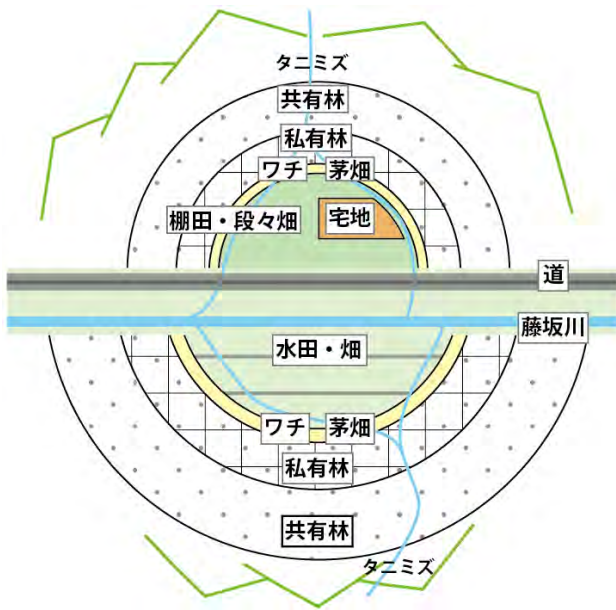 タニミズ
共有林
私有林
ワチ
茅畑
棚田・段々畑
宅地
道
藤坂川
水田・畑
ワチ
茅畑
私有林
共有林
タニミズ